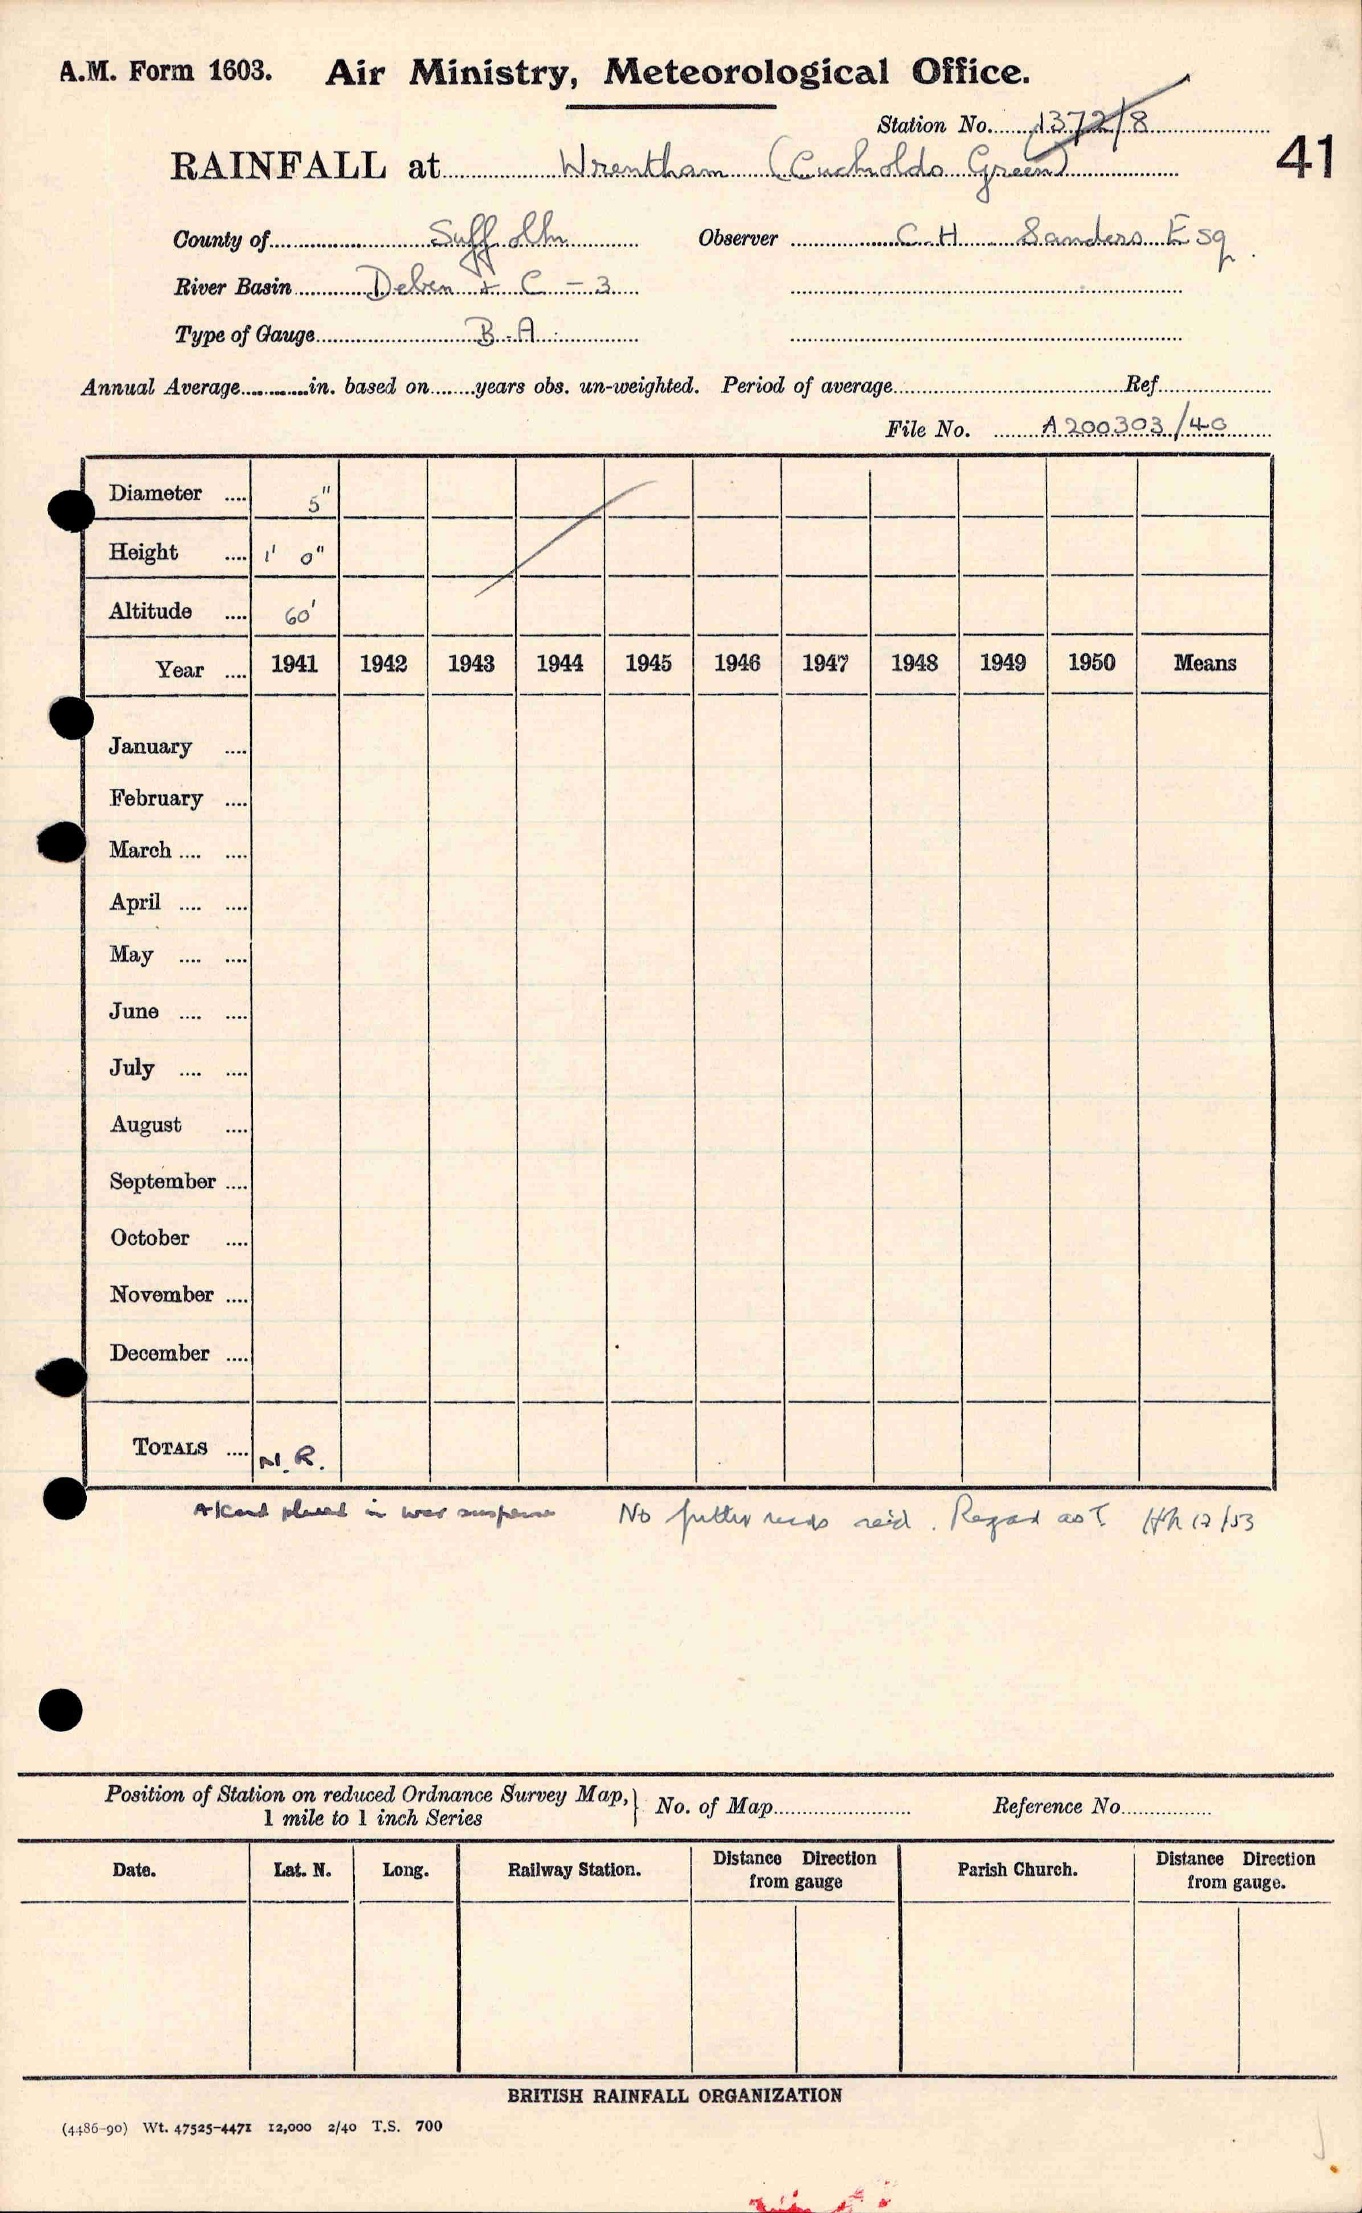 A.M. Form 1603. Air Ministry, Meteorological Office.
Station No. 1372/8
RAINFALL at Wrentham (Cuckolds Green)
41
County of Suffolk Observer C. H. Sanders Esq.
River Basin Deben & C - 3
Type of Gauge B.A.
Annual Average in. based on years obs. un-weighted. Period of average Ref
File No. A200303/40
Diameter .... 5"
Height .... 1' 0"
Altitude .... 60'
Year .... 1941 1942 1943 1944 1945 1946 1947 1948 1949 1950 Means
January ....
February ....
March .... ....
April .... ....
May .... ....
June .... ....
July .... ....
August ....
September ....
October ....
November ....
December ....
TOTALS .... N.R.
placed in war suspense No further recd. Regard as T. 12/53
Position of Station on reduced Ordnance Survey Map, } No. of Map Reference No.
1 mile to 1 inch Series
Date. Lat. N. Long. Railway Station. Distance Direction from gauge Parish Church. Distance Direction from gauge.
BRITISH RAINFALL ORGANIZATION
(4486-90) Wt. 47525-4471 12,000 2/40 T.S. 700